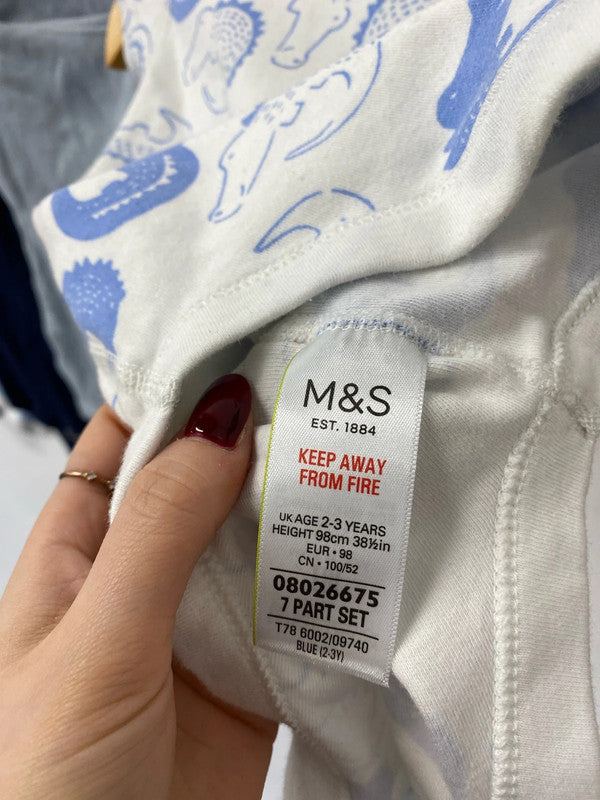 M&S
EST. 1884
KEEP AWAY
FROM FIRE
UK AGE 2-3 YEARS
HEIGHT 98cm 38½in
EUR • 98
CN • 100/52
08026675
7 PART SET
T78 6002/09740
BLUE (2-3Y)